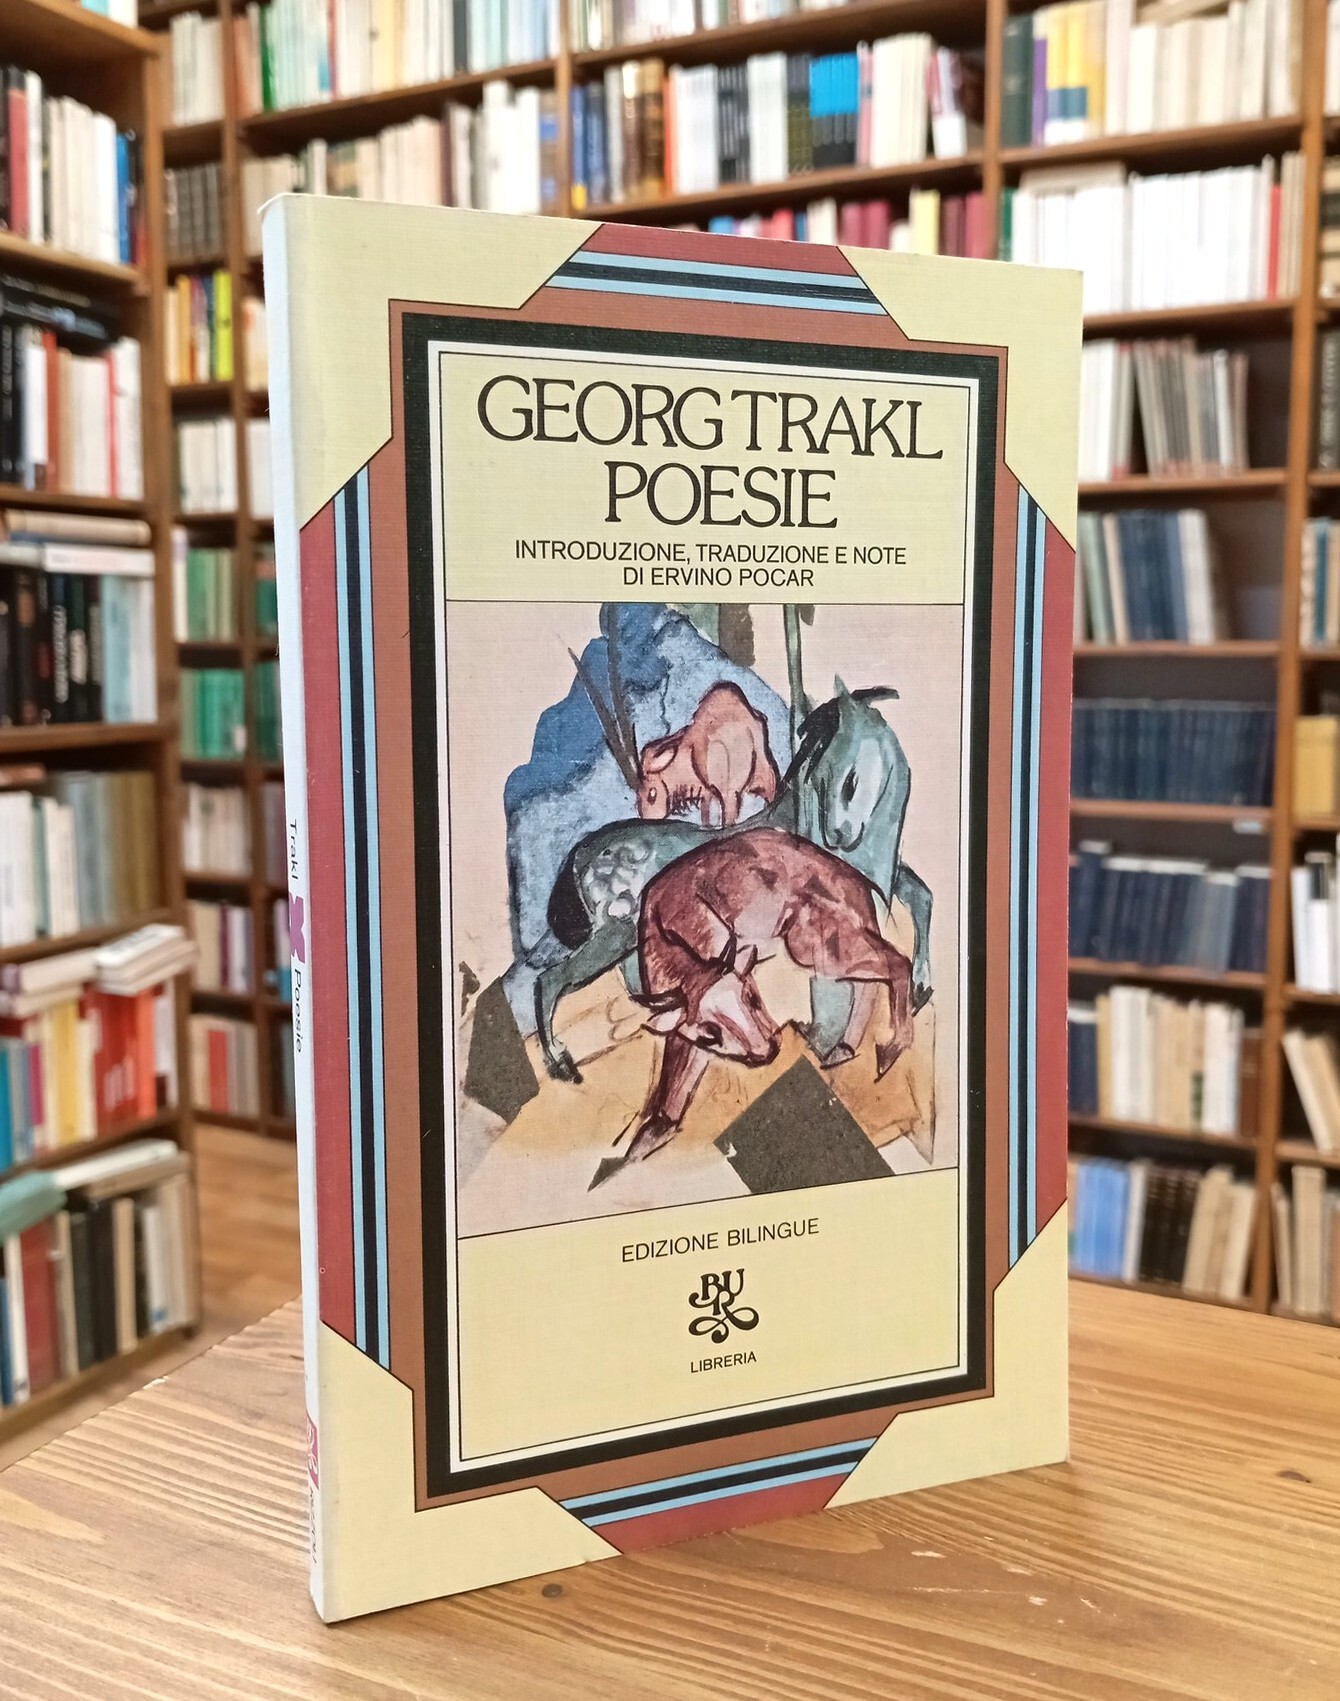 GEORG TRAKL
POESIE
INTRODUZIONE, TRADUZIONE E NOTE
DI ERVINO POCAR
EDIZIONE BILINGUE
BUR
LIBRERIA
Trakl Poesie